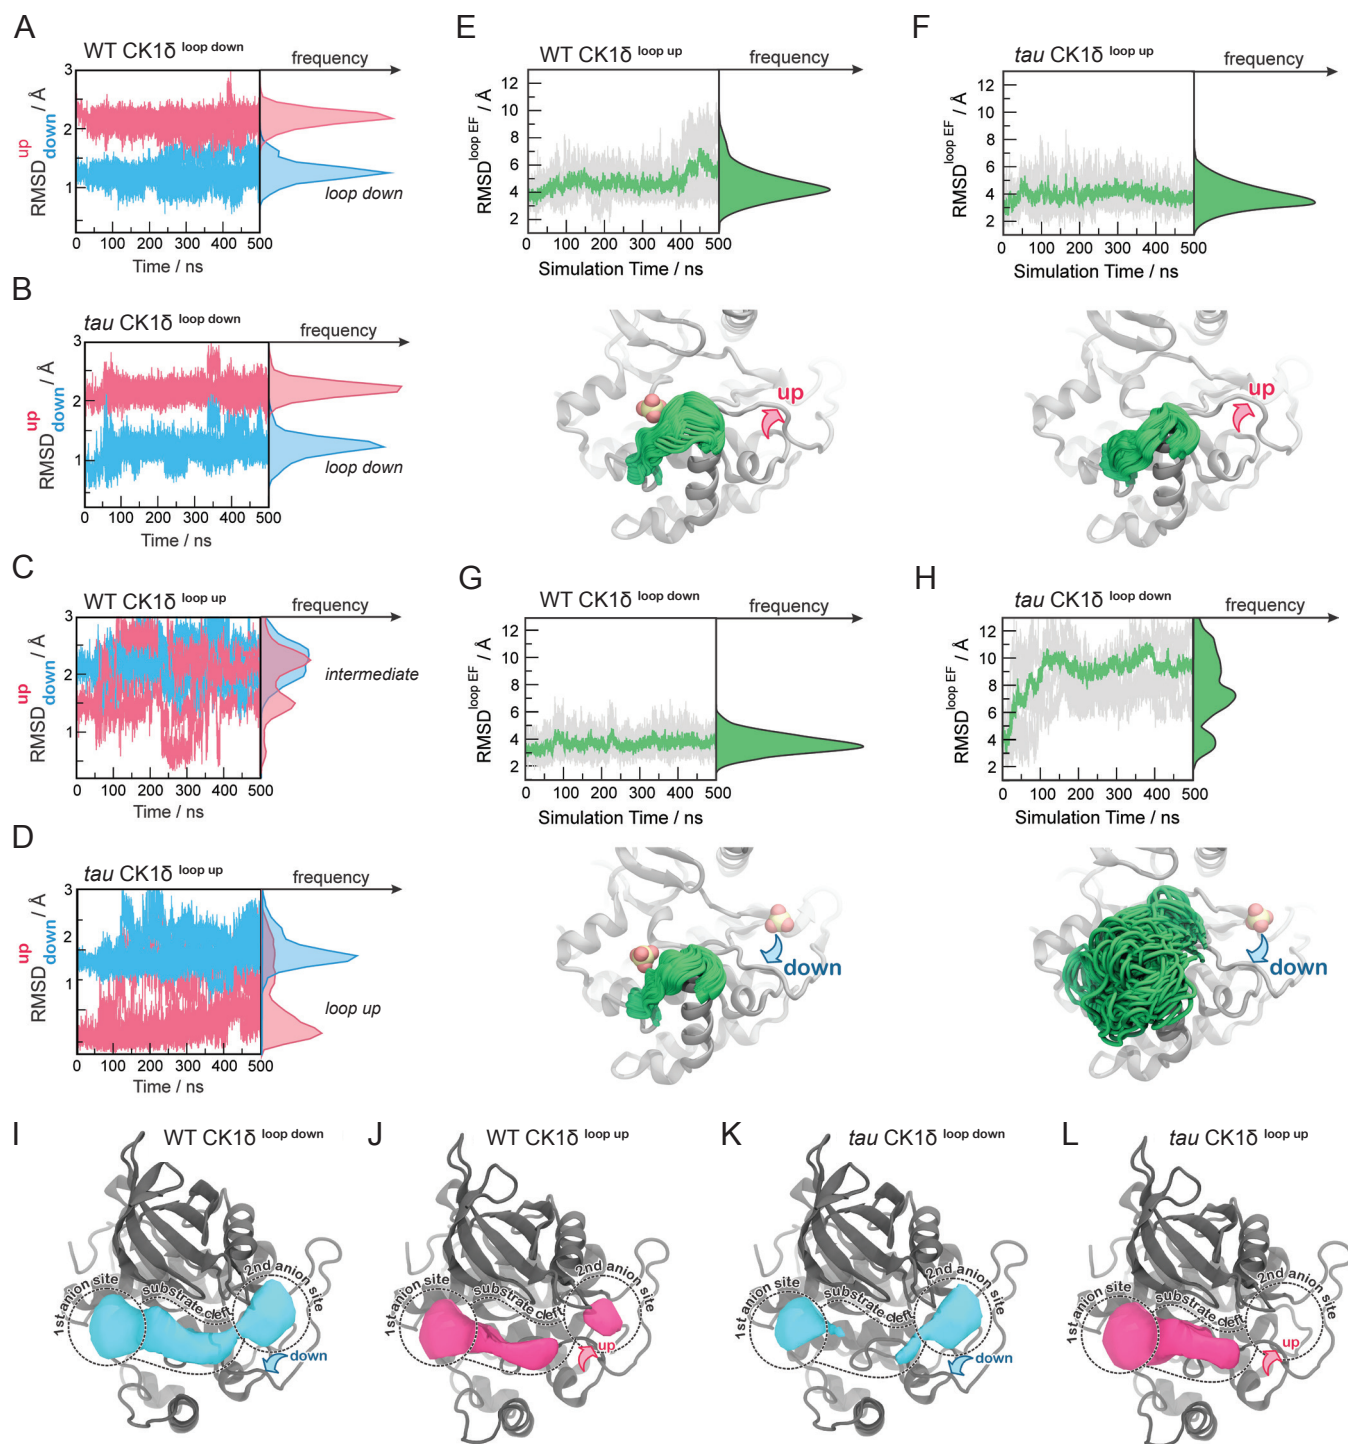 A
WT CK1δ loop down
frequency
RMSD up down / Å
3
2
1
loop down
0 100 200 300 400 500
Time / ns
B
tau CK1δ loop down
frequency
RMSD up down / Å
3
2
1
loop down
0 100 200 300 400 500
Time / ns
C
WT CK1δ loop up
frequency
RMSD up down / Å
3
2
1
intermediate
0 100 200 300 400 500
Time / ns
D
tau CK1δ loop up
frequency
RMSD up down / Å
3
2
1
loop up
0 100 200 300 400 500
Time / ns
E
WT CK1δ loop up
frequency
RMSD loop EF / Å
12
10
8
6
4
2
0 100 200 300 400 500
Simulation Time / ns
up
F
tau CK1δ loop up
frequency
RMSD loop EF / Å
12
10
8
6
4
2
0 100 200 300 400 500
Simulation Time / ns
up
G
WT CK1δ loop down
frequency
RMSD loop EF / Å
12
10
8
6
4
2
0 100 200 300 400 500
Simulation Time / ns
down
H
tau CK1δ loop down
frequency
RMSD loop EF / Å
12
10
8
6
4
2
0 100 200 300 400 500
Simulation Time / ns
down
I
WT CK1δ loop down
1st anion site
substrate cleft
2nd anion site
down
J
WT CK1δ loop up
1st anion site
substrate cleft
2nd anion site
up
K
tau CK1δ loop down
1st anion site
substrate cleft
2nd anion site
down
L
tau CK1δ loop up
1st anion site
substrate cleft
2nd anion site
up